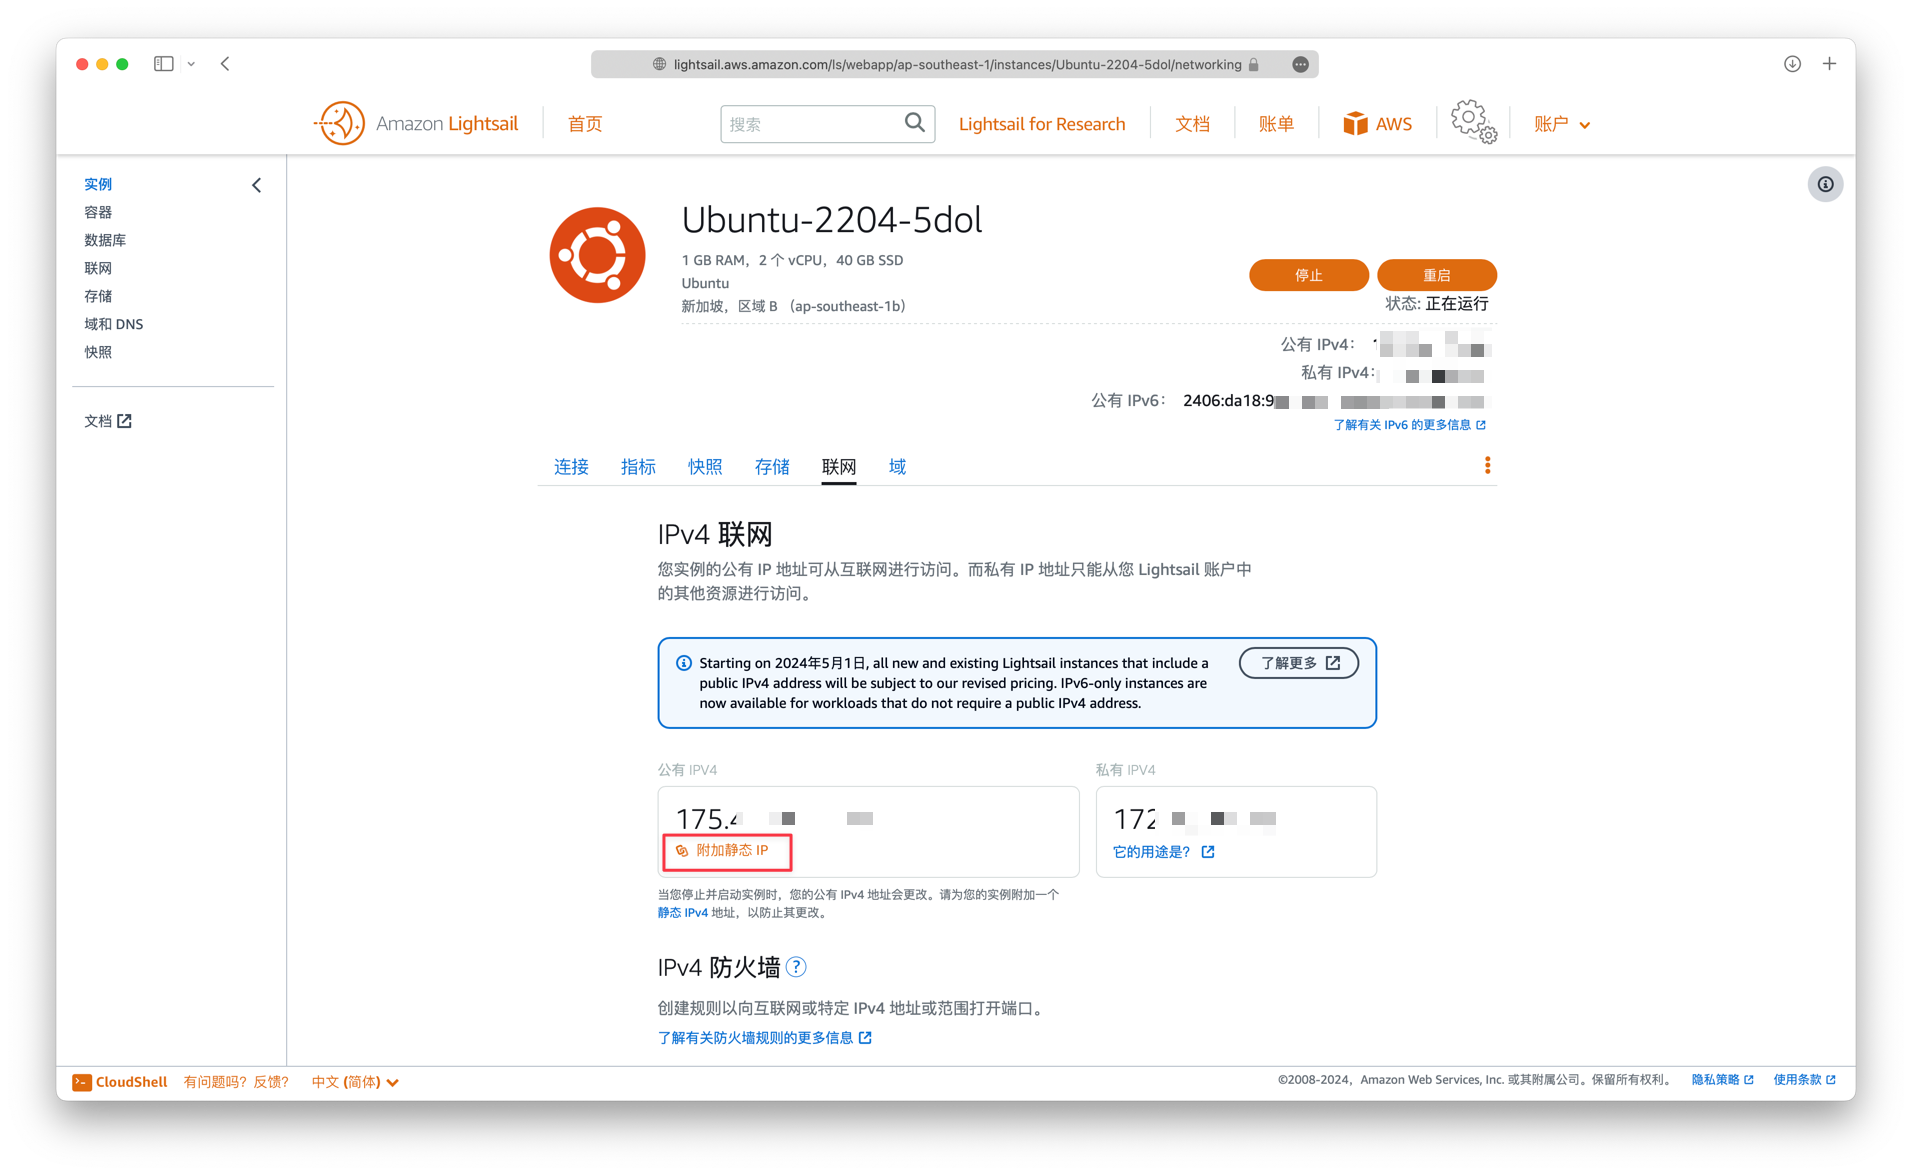 lightsail.aws.amazon.com/ls/webapp/ap-southeast-1/instances/Ubuntu-2204-5dol/networking
Amazon Lightsail
首页
搜索
Lightsail for Research
文档
账单
AWS
账户
实例
容器
数据库
联网
存储
域和 DNS
快照
文档
Ubuntu-2204-5dol
1 GB RAM，2 个 vCPU，40 GB SSD
Ubuntu
新加坡，区域 B （ap-southeast-1b）
停止
重启
状态: 正在运行
公有 IPv4：
私有 IPv4：
公有 IPv6： 2406:da18:9
了解有关 IPv6 的更多信息
连接
指标
快照
存储
联网
域
IPv4 联网
您实例的公有 IP 地址可从互联网进行访问。而私有 IP 地址只能从您 Lightsail 账户中
的其他资源进行访问。
Starting on 2024年5月1日, all new and existing Lightsail instances that include a
public IPv4 address will be subject to our revised pricing. IPv6-only instances are
now available for workloads that do not require a public IPv4 address.
了解更多
公有 IPV4
175.4
附加静态 IP
当您停止并启动实例时，您的公有 IPv4 地址会更改。请为您的实例附加一个
静态 IPv4 地址，以防止其更改。
私有 IPV4
172
它的用途是?
IPv4 防火墙 ?
创建规则以向互联网或特定 IPv4 地址或范围打开端口。
了解有关防火墙规则的更多信息
CloudShell
有问题吗？反馈?
中文 (简体)
©2008-2024，Amazon Web Services, Inc. 或其附属公司。保留所有权利。
隐私策略
使用条款